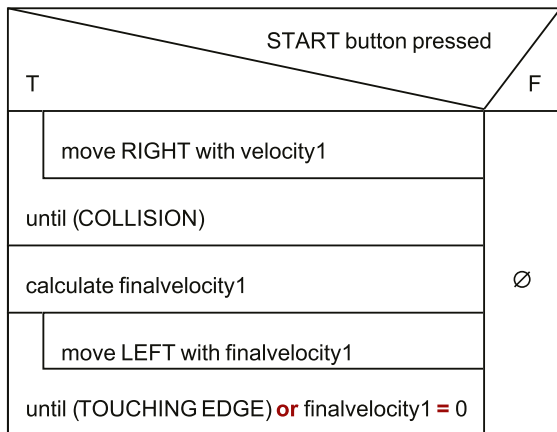 START button pressed
T
F
move RIGHT with velocity1
until (COLLISION)
calculate finalvelocity1
∅
move LEFT with finalvelocity1
until (TOUCHING EDGE) or finalvelocity1 = 0